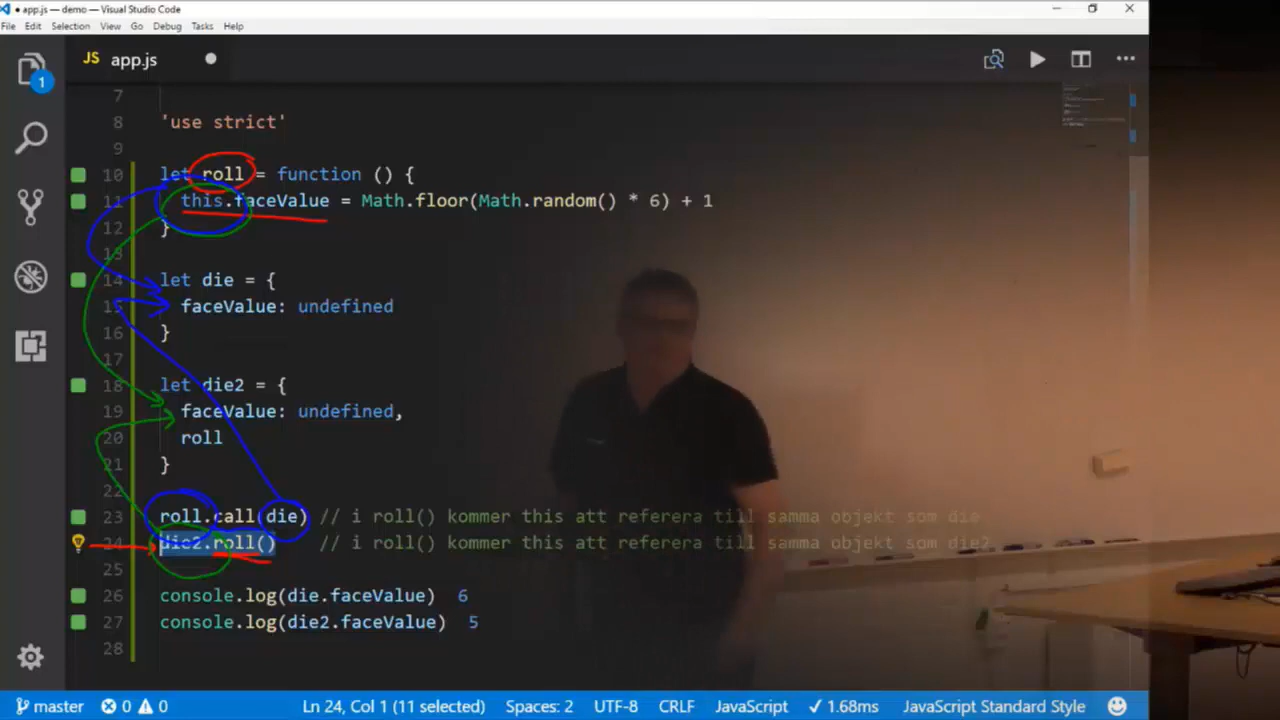 ● app.js — demo — Visual Studio Code
File Edit Selection View Go Debug Tasks Help
1
JS app.js
7
8 'use strict'
9
10 let roll = function () {
11 this.faceValue = Math.floor(Math.random() * 6) + 1
12 }
13
14 let die = {
15 faceValue: undefined
16 }
17
18 let die2 = {
19 faceValue: undefined,
20 roll
21 }
22
23 roll.call(die) // i roll() kommer this att referera till samma objekt som die
24 die2.roll() // i roll() kommer this att referera till samma objekt som die2
25
26 console.log(die.faceValue) 6
27 console.log(die2.faceValue) 5
28
master 0 0 Ln 24, Col 1 (11 selected) Spaces: 2 UTF-8 CRLF JavaScript ✓ 1.68ms JavaScript Standard Style